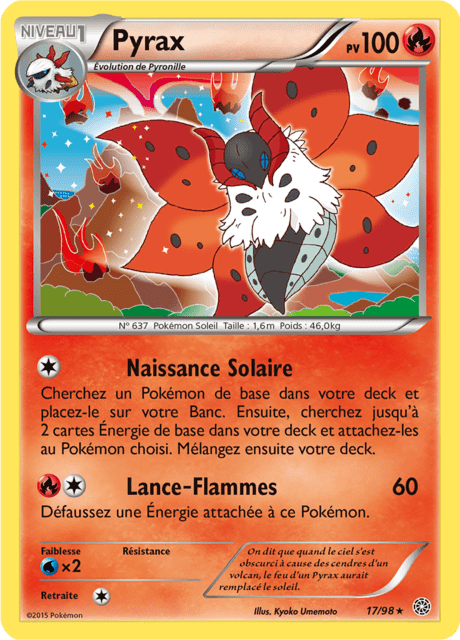 NIVEAU 1
Pyrax
PV 100
Évolution de Pyronille
N° 637 Pokémon Soleil Taille : 1,6m Poids : 46,0kg
Naissance Solaire
Cherchez un Pokémon de base dans votre deck et
placez-le sur votre Banc. Ensuite, cherchez jusqu'à
2 cartes Énergie de base dans votre deck et attachez-les
au Pokémon choisi. Mélangez ensuite votre deck.
Lance-Flammes 60
Défaussez une Énergie attachée à ce Pokémon.
Faiblesse Résistance
×2
Retraite
On dit que quand le ciel s'est
obscurci à cause des cendres d'un
volcan, le feu d'un Pyrax aurait
remplacé le soleil.
©2015 Pokémon
Illus. Kyoko Umemoto 17/98 ★